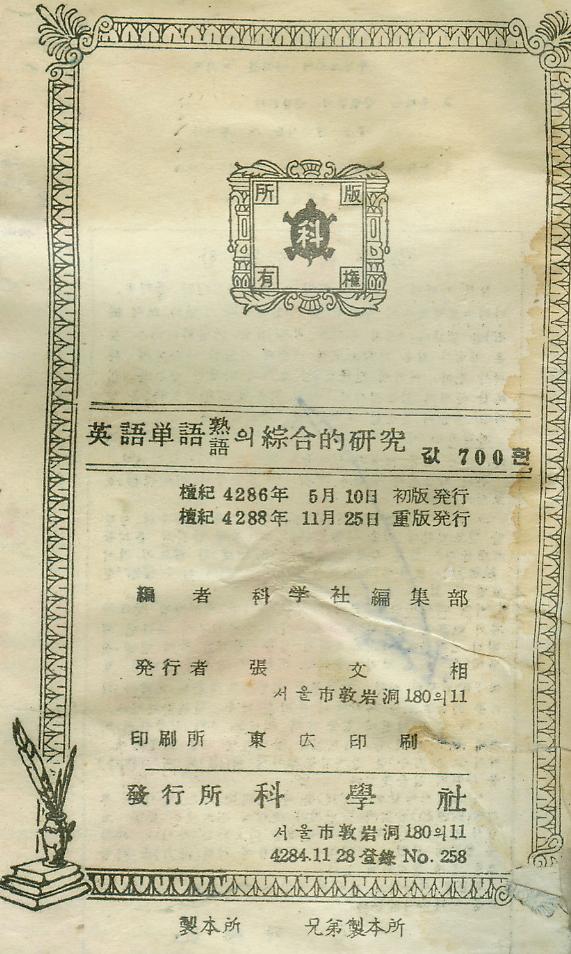 所 版
科
有 権
英語単語熟語의 綜合的研究 값 700환
檀紀 4286年 5月 10日 初版発行
檀紀 4288年 11月 25日 重版発行
編者 科学社編集部
発行者 張文相
서울市敦岩洞180의11
印刷所 東広印刷
發行所 科學社
서울市敦岩洞180의11
4284.11 28 登錄 No. 258
製本所 兄弟製本所